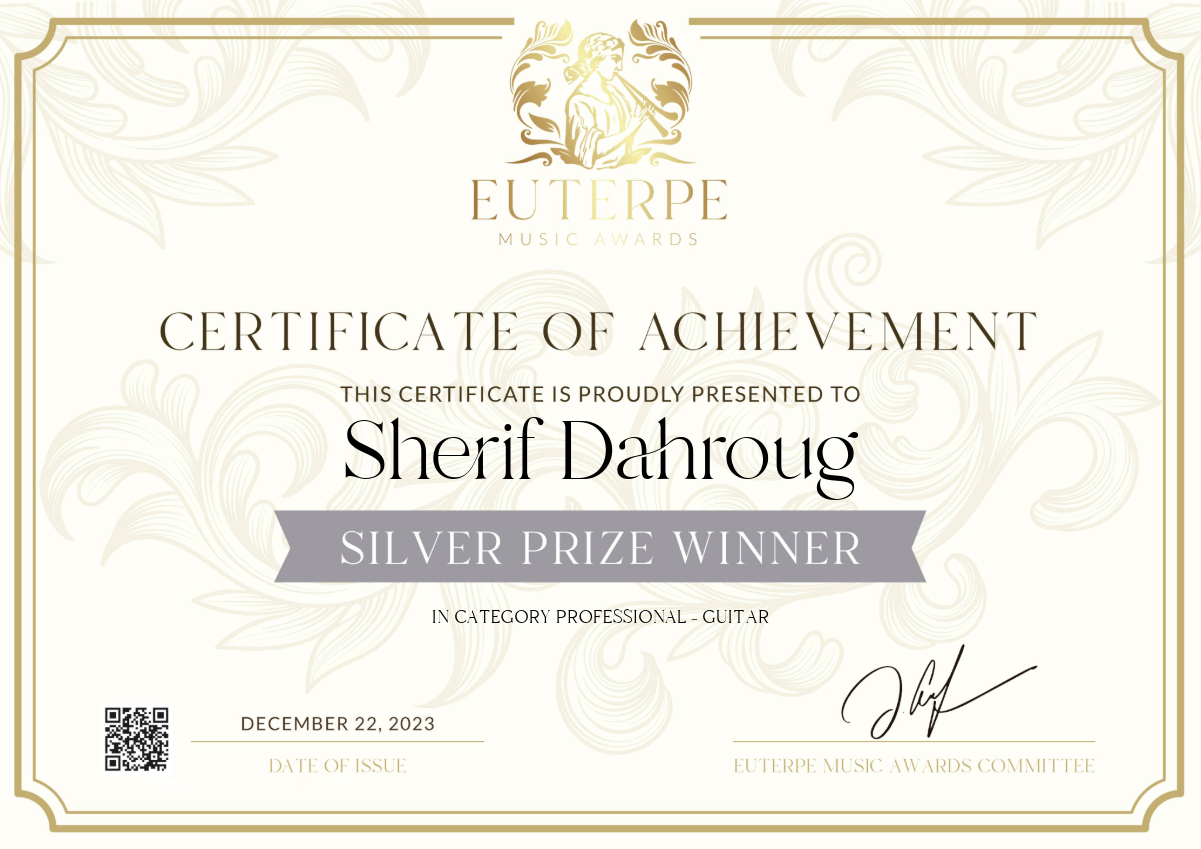 EUTERPE
MUSIC AWARDS
CERTIFICATE OF ACHIEVEMENT
THIS CERTIFICATE IS PROUDLY PRESENTED TO
Sherif Dahroug
SILVER PRIZE WINNER
IN CATEGORY PROFESSIONAL - GUITAR
DECEMBER 22, 2023
DATE OF ISSUE
EUTERPE MUSIC AWARDS COMMITTEE